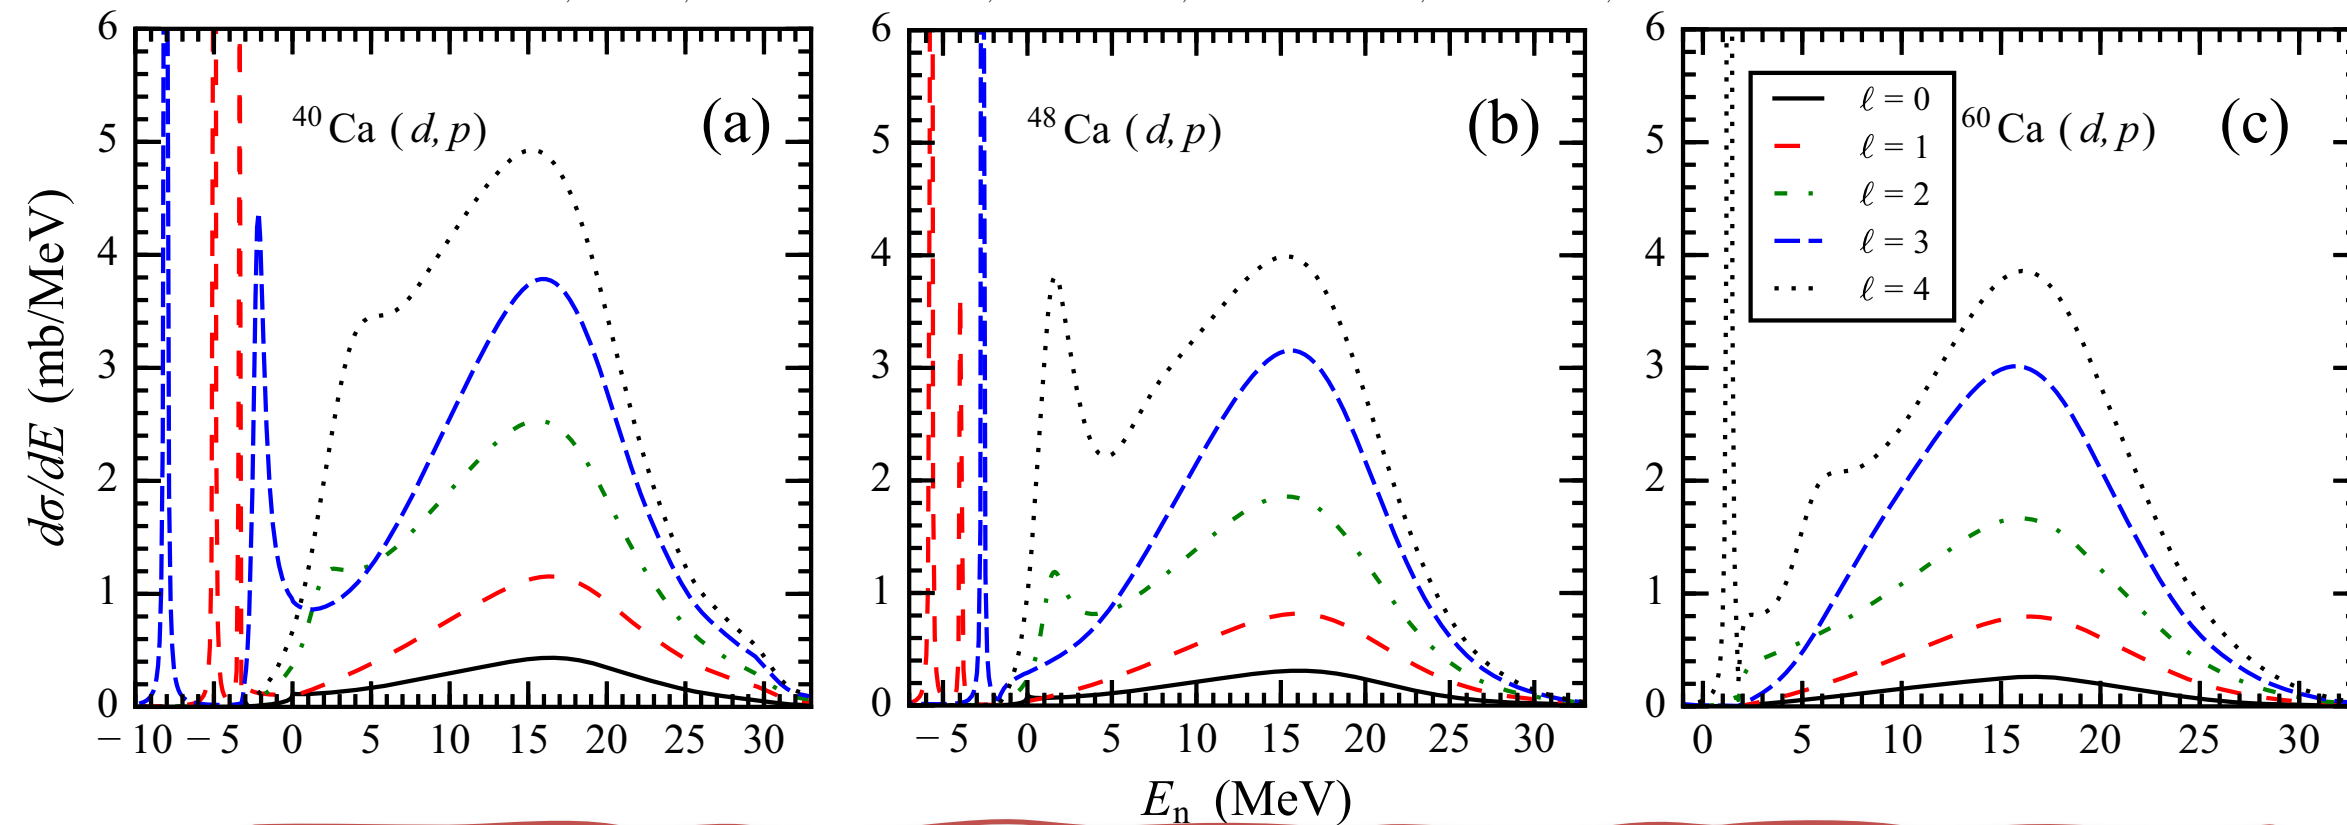 dσ/dE (mb/MeV)
6
5
4
3
2
1
0
−10 −5 0 5 10 15 20 25 30
⁴⁰Ca (d,p)
(a)
6
5
4
3
2
1
0
−5 0 5 10 15 20 25 30
⁴⁸Ca (d,p)
(b)
6
5
4
3
2
1
0
0 5 10 15 20 25 30
ℓ = 0
ℓ = 1
ℓ = 2
ℓ = 3
ℓ = 4
⁶⁰Ca (d,p)
(c)
Eₙ (MeV)